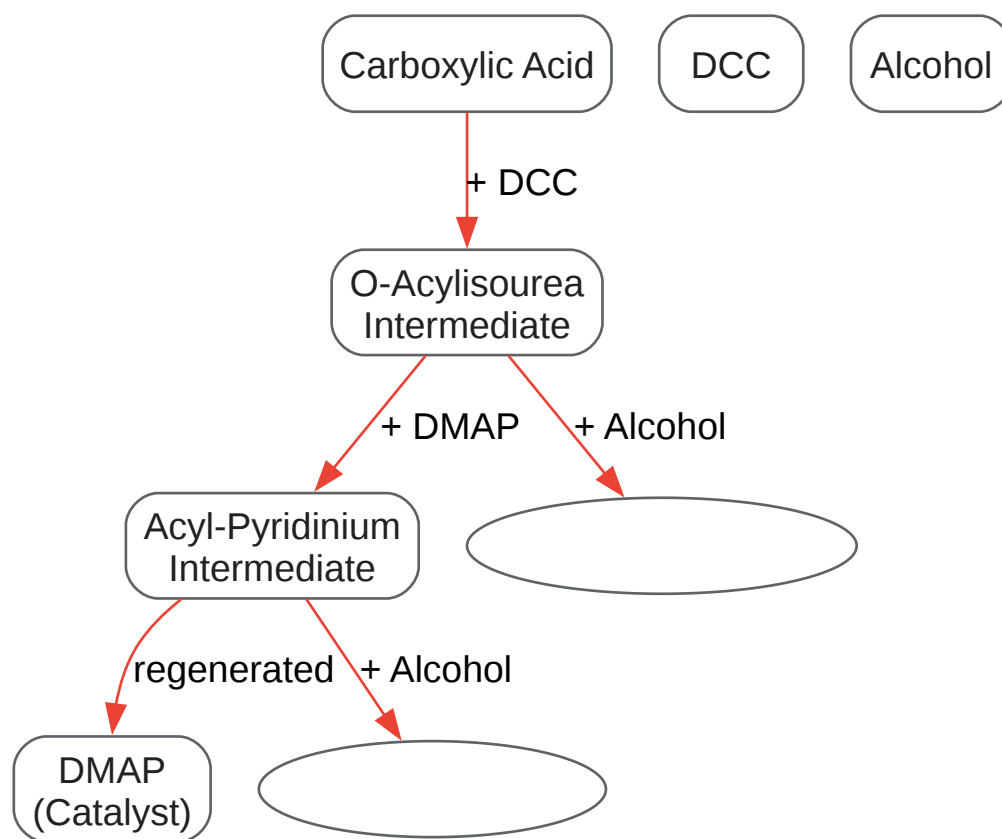 Carboxylic Acid
DCC
Alcohol
+ DCC
O-Acylisourea
Intermediate
+ DMAP
+ Alcohol
Acyl-Pyridinium
Intermediate
regenerated
+ Alcohol
DMAP
(Catalyst)